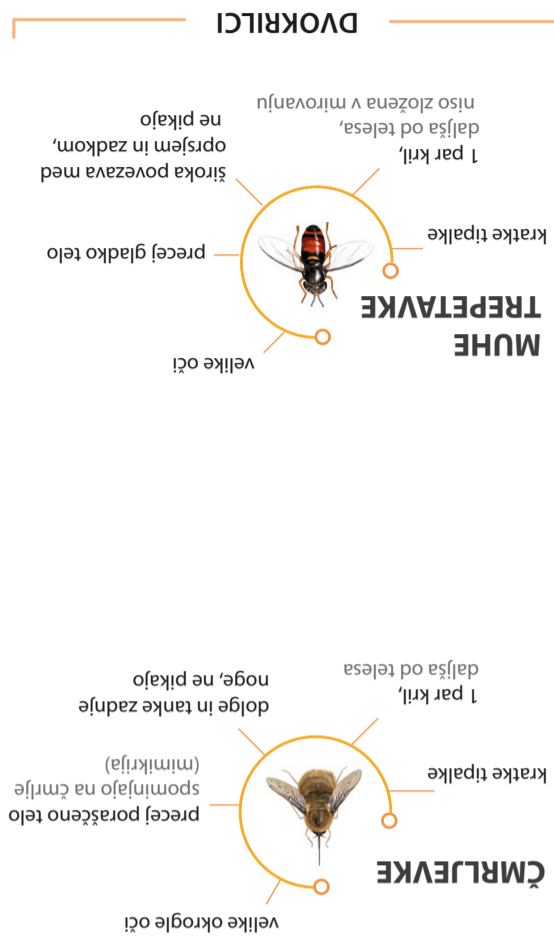 velike okrogle oči
ČMRLJEVKE
kratke tipalke
1 par kril,
daljša od telesa
precej poraščeno telo
spominjajo na čmrlje
(mimikrija)
dolge in tanke zadnje
noge, ne pikajo
velike oči
MUHE
TREPETAVKE
kratke tipalke
1 par kril,
daljša od telesa,
niso zložena v mirovanju
precej gladko telo
široka povezava med
oprsjem in zadkom,
ne pikajo
DVOKRILCI